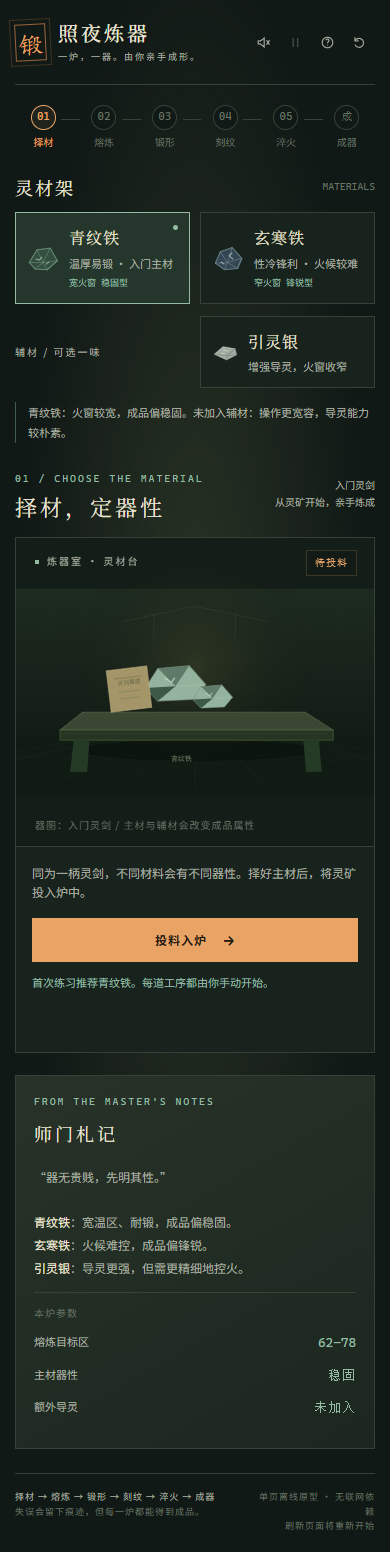 锻
照夜炼器
一炉，一器。由你亲手成形。
01
02
03
04
05
成
择材
熔炼
锻形
刻纹
淬火
成器
灵材架
MATERIALS
青纹铁
温厚易锻 · 入门主材
宽火窗 稳固型
玄寒铁
性冷锋利 · 火候较难
窄火窗 锋锐型
辅材 / 可选一味
引灵银
增强导灵，火窗收窄
青纹铁：火窗较宽，成品偏稳固。未加入辅材：操作更宽容，导灵能力
较朴素。
01 / CHOOSE THE MATERIAL
择材，定器性
入门灵剑
从灵矿开始，亲手炼成
炼器室 · 灵材台
待投料
青纹铁
器图：入门灵剑 / 主材与辅材会改变成品属性
同为一柄灵剑，不同材料会有不同器性。择好主材后，将灵矿
投入炉中。
投料入炉 →
首次练习推荐青纹铁。每道工序都由你手动开始。
FROM THE MASTER'S NOTES
师门札记
“器无贵贱，先明其性。”
青纹铁：宽温区、耐锻，成品偏稳固。
玄寒铁：火候难控，成品偏锋锐。
引灵银：导灵更强，但需更精细地控火。
本炉参数
熔炼目标区
62–78
主材器性
稳固
额外导灵
未加入
择材 → 熔炼 → 锻形 → 刻纹 → 淬火 → 成器
失误会留下痕迹，但每一炉都能得到成品。
单页离线原型 · 无联网依
赖
刷新页面将重新开始